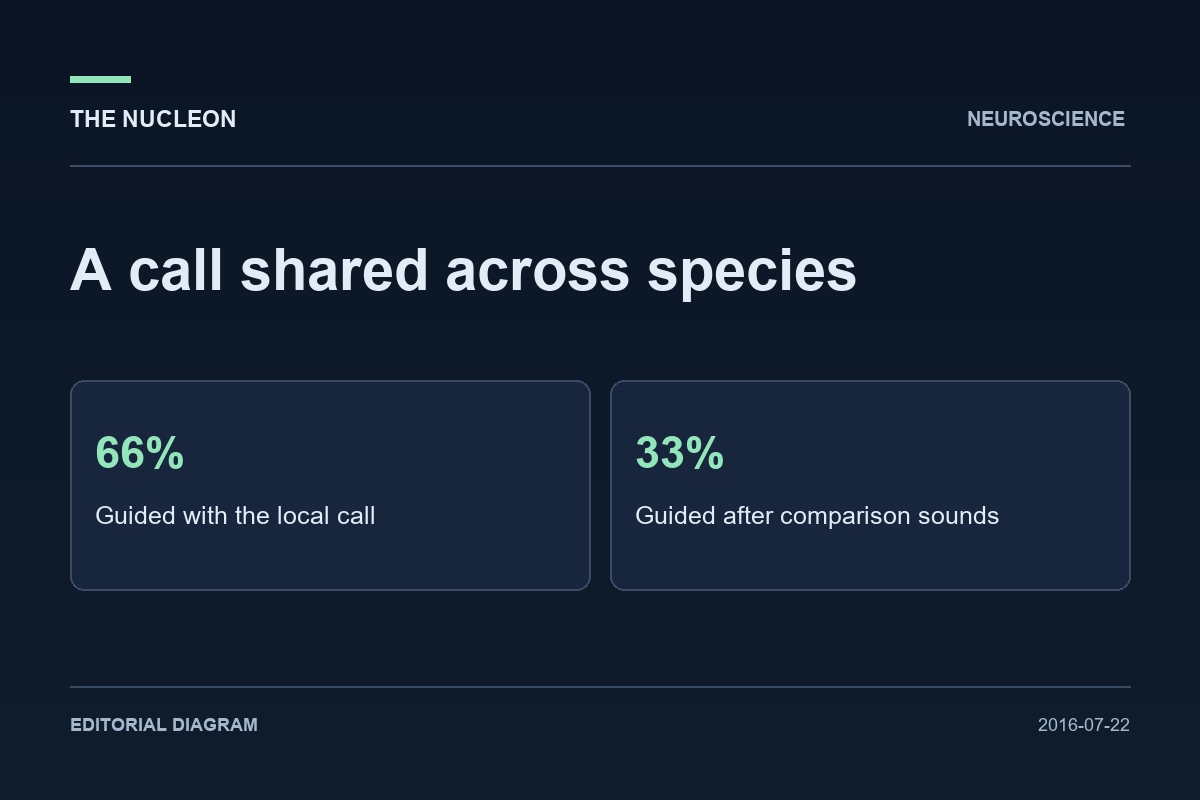 THE NUCLEON
NEUROSCIENCE
A call shared across species
66%
Guided with the local call
33%
Guided after comparison sounds
EDITORIAL DIAGRAM
2016-07-22